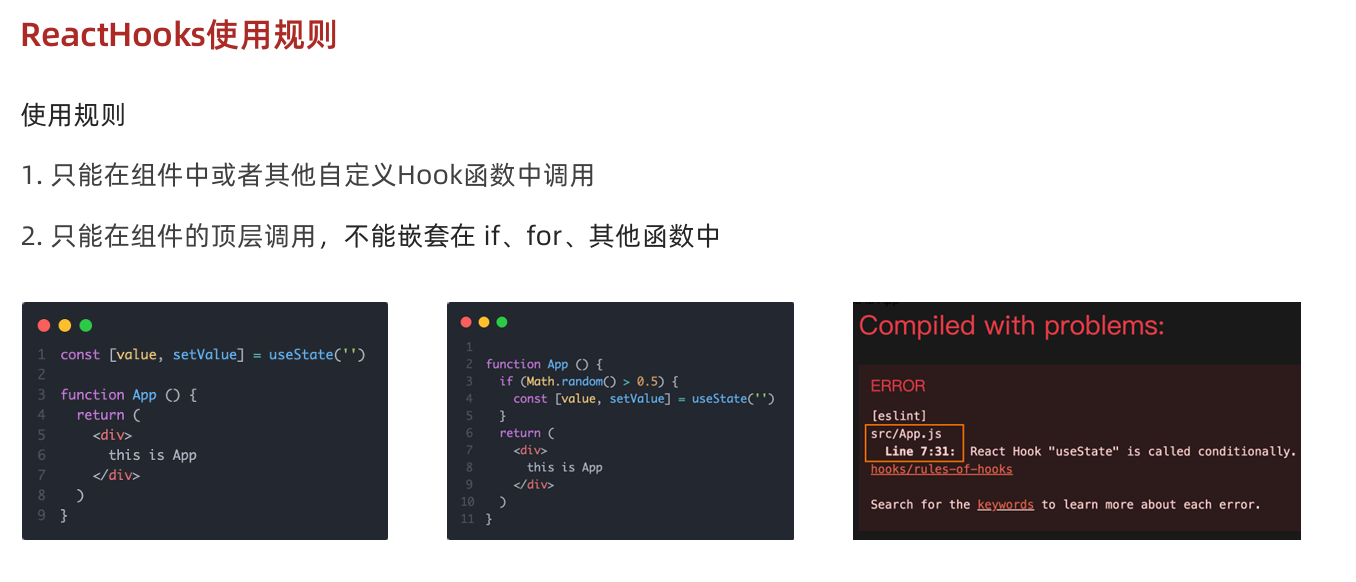 ReactHooks使用规则
使用规则
1. 只能在组件中或者其他自定义Hook函数中调用
2. 只能在组件的顶层调用，不能嵌套在 if、for、其他函数中
1 const [value, setValue] = useState('')
2
3 function App () {
4   return (
5     <div>
6       this is App
7     </div>
8   )
9 }
1
2 function App () {
3   if (Math.random() > 0.5) {
4     const [value, setValue] = useState('')
5   }
6   return (
7     <div>
8       this is App
9     </div>
10   )
11 }
Compiled with problems:
ERROR
[eslint]
src/App.js
Line 7:31: React Hook "useState" is called conditionally.
hooks/rules-of-hooks
Search for the keywords to learn more about each error.